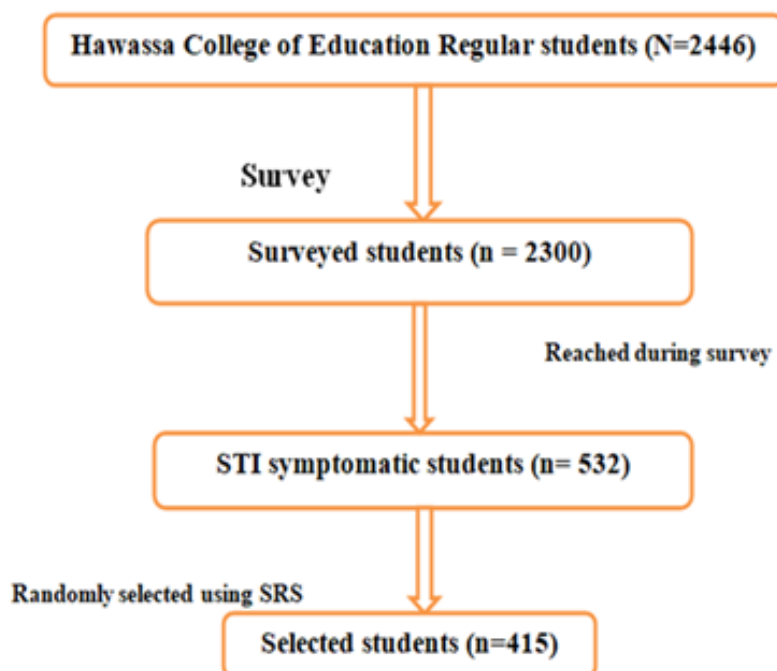 Hawassa College of Education Regular students (N=2446)
Survey
Surveyed students (n = 2300)
Reached during survey
STI symptomatic students (n= 532)
Randomly selected using SRS
Selected students (n=415)